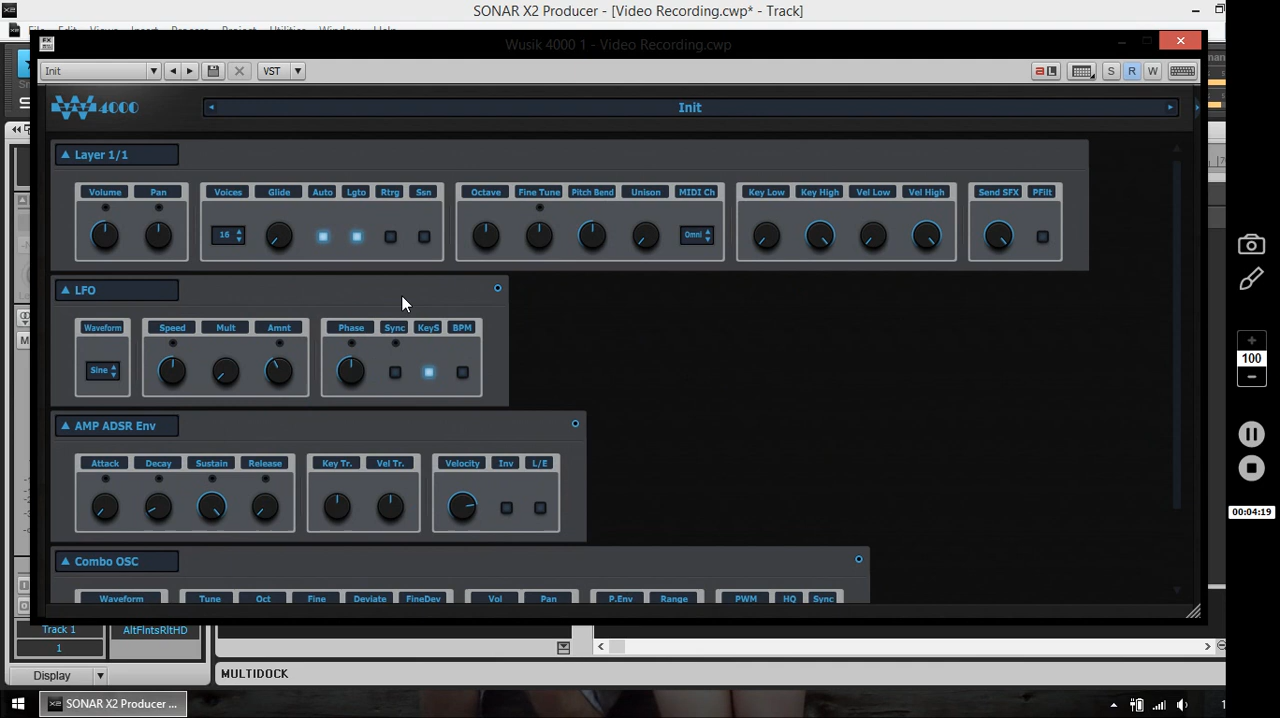 SONAR X2 Producer - [Video Recording.cwp* - Track]
Wusik 4000 1 - Video Recording.cwp
Init
VST
S R W
4000
Init
Layer 1/1
Volume Pan Voices Glide Auto Lgto Rtrg Ssn Octave Fine Tune Pitch Bend Unison MIDI Ch Key Low Key High Vel Low Vel High Send SFX PFilt
16 Omni
LFO
Waveform Speed Mult Amnt Phase Sync KeyS BPM
Sine
100
AMP ADSR Env
Attack Decay Sustain Release Key Tr. Vel Tr. Velocity Inv L/E
00:04:19
Combo OSC
Waveform Tune Oct Fine Deviate FineDev Vol Pan P.Env Range PWM HQ Sync
Track 1 AltFlntsRltHD
1
Display MULTIDOCK
SONAR X2 Producer ...